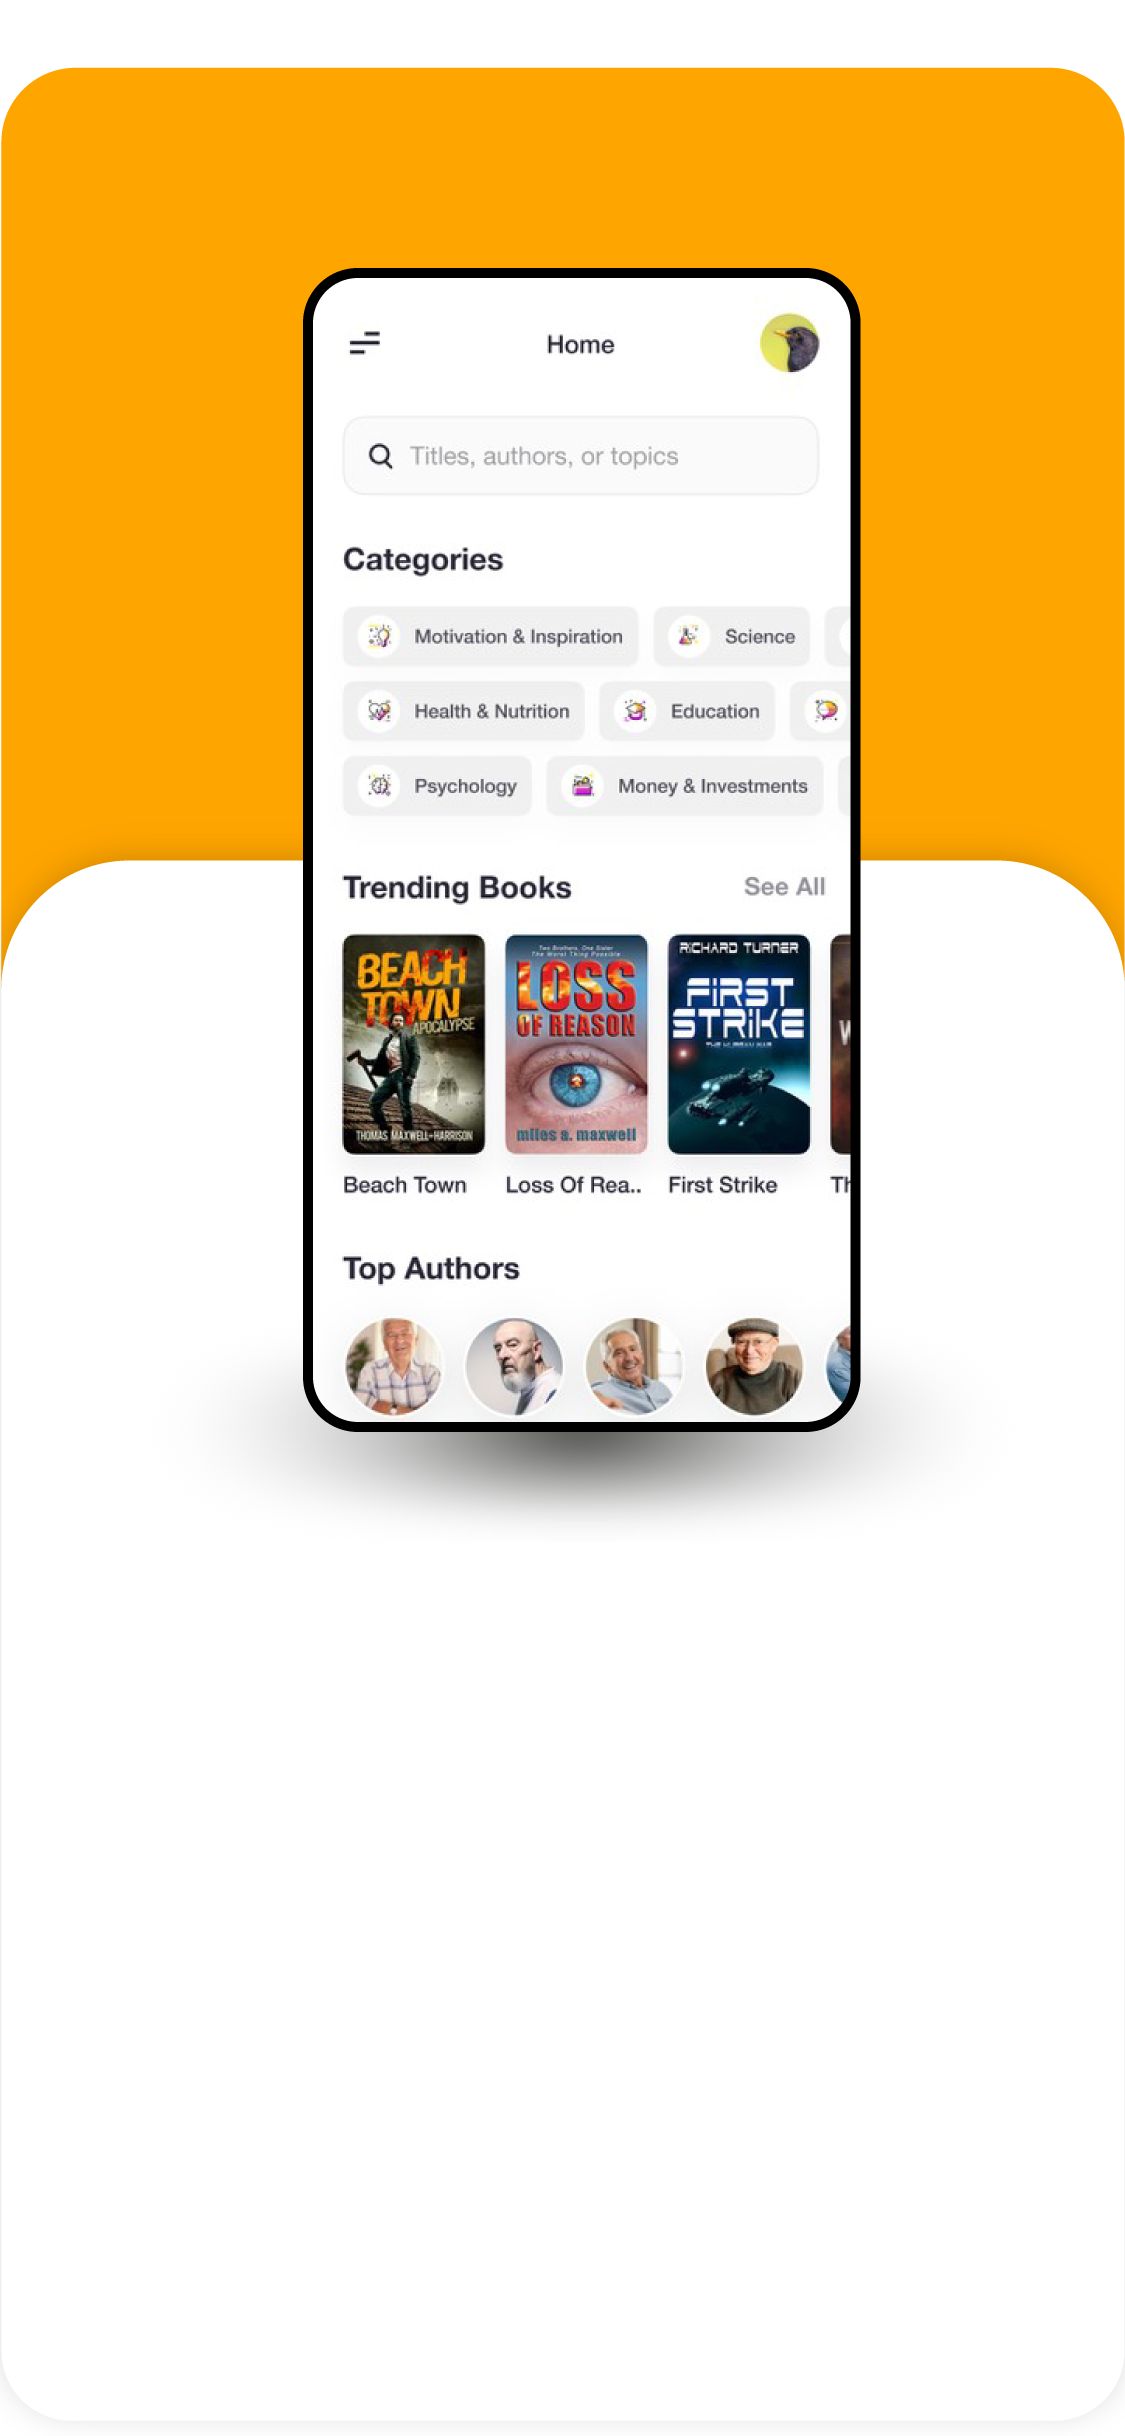 Home
Titles, authors, or topics
Categories
Motivation & Inspiration
Science
Health & Nutrition
Education
Psychology
Money & Investments
Trending Books
See All
BEACH
TOWN
APOCALYPSE
THOMAS MAXWELL-HARRISON
Two Brothers, One Sister
The Worst Thing Possible
LOSS
OF REASON
miles a. maxwell
RICHARD TURNER
FIRST
STRIKE
W
Beach Town
Loss Of Rea..
First Strike
Th
Top Authors